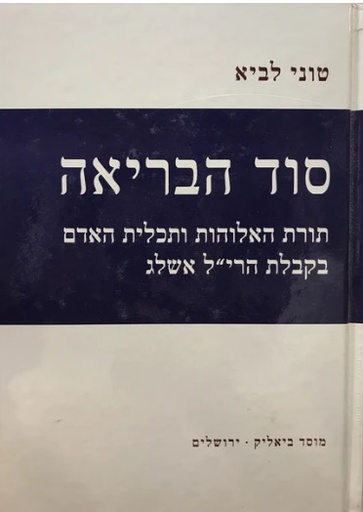 טוני לביא
סוד הבריאה
תורת האלוהות ותכלית האדם
בקבלת הרי״ל אשלג
מוסד ביאליק · ירושלים